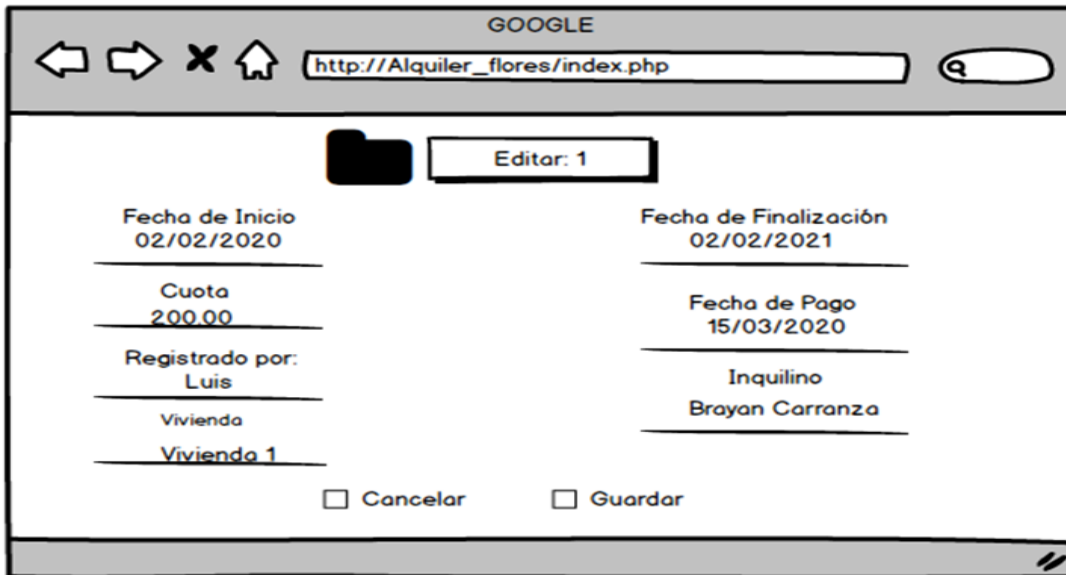 GOOGLE
http://Alquiler_flores/index.php
Editar: 1
Fecha de Inicio
02/02/2020
Fecha de Finalización
02/02/2021
Cuota
200.00
Fecha de Pago
15/03/2020
Registrado por:
Luis
Inquilino
Brayan Carranza
Vivienda
Vivienda 1
Cancelar
Guardar